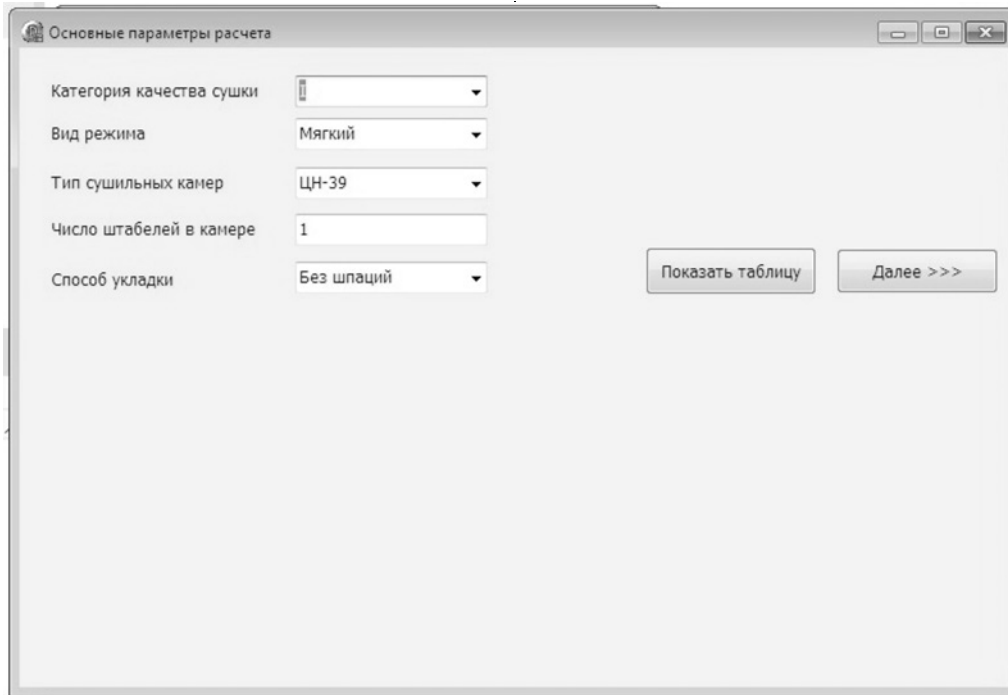 Основные параметры расчета
Категория качества сушки
Вид режима Мягкий
Тип сушильных камер ЦН-39
Число штабелей в камере 1
Способ укладки Без шпаций
Показать таблицу Далее >>>